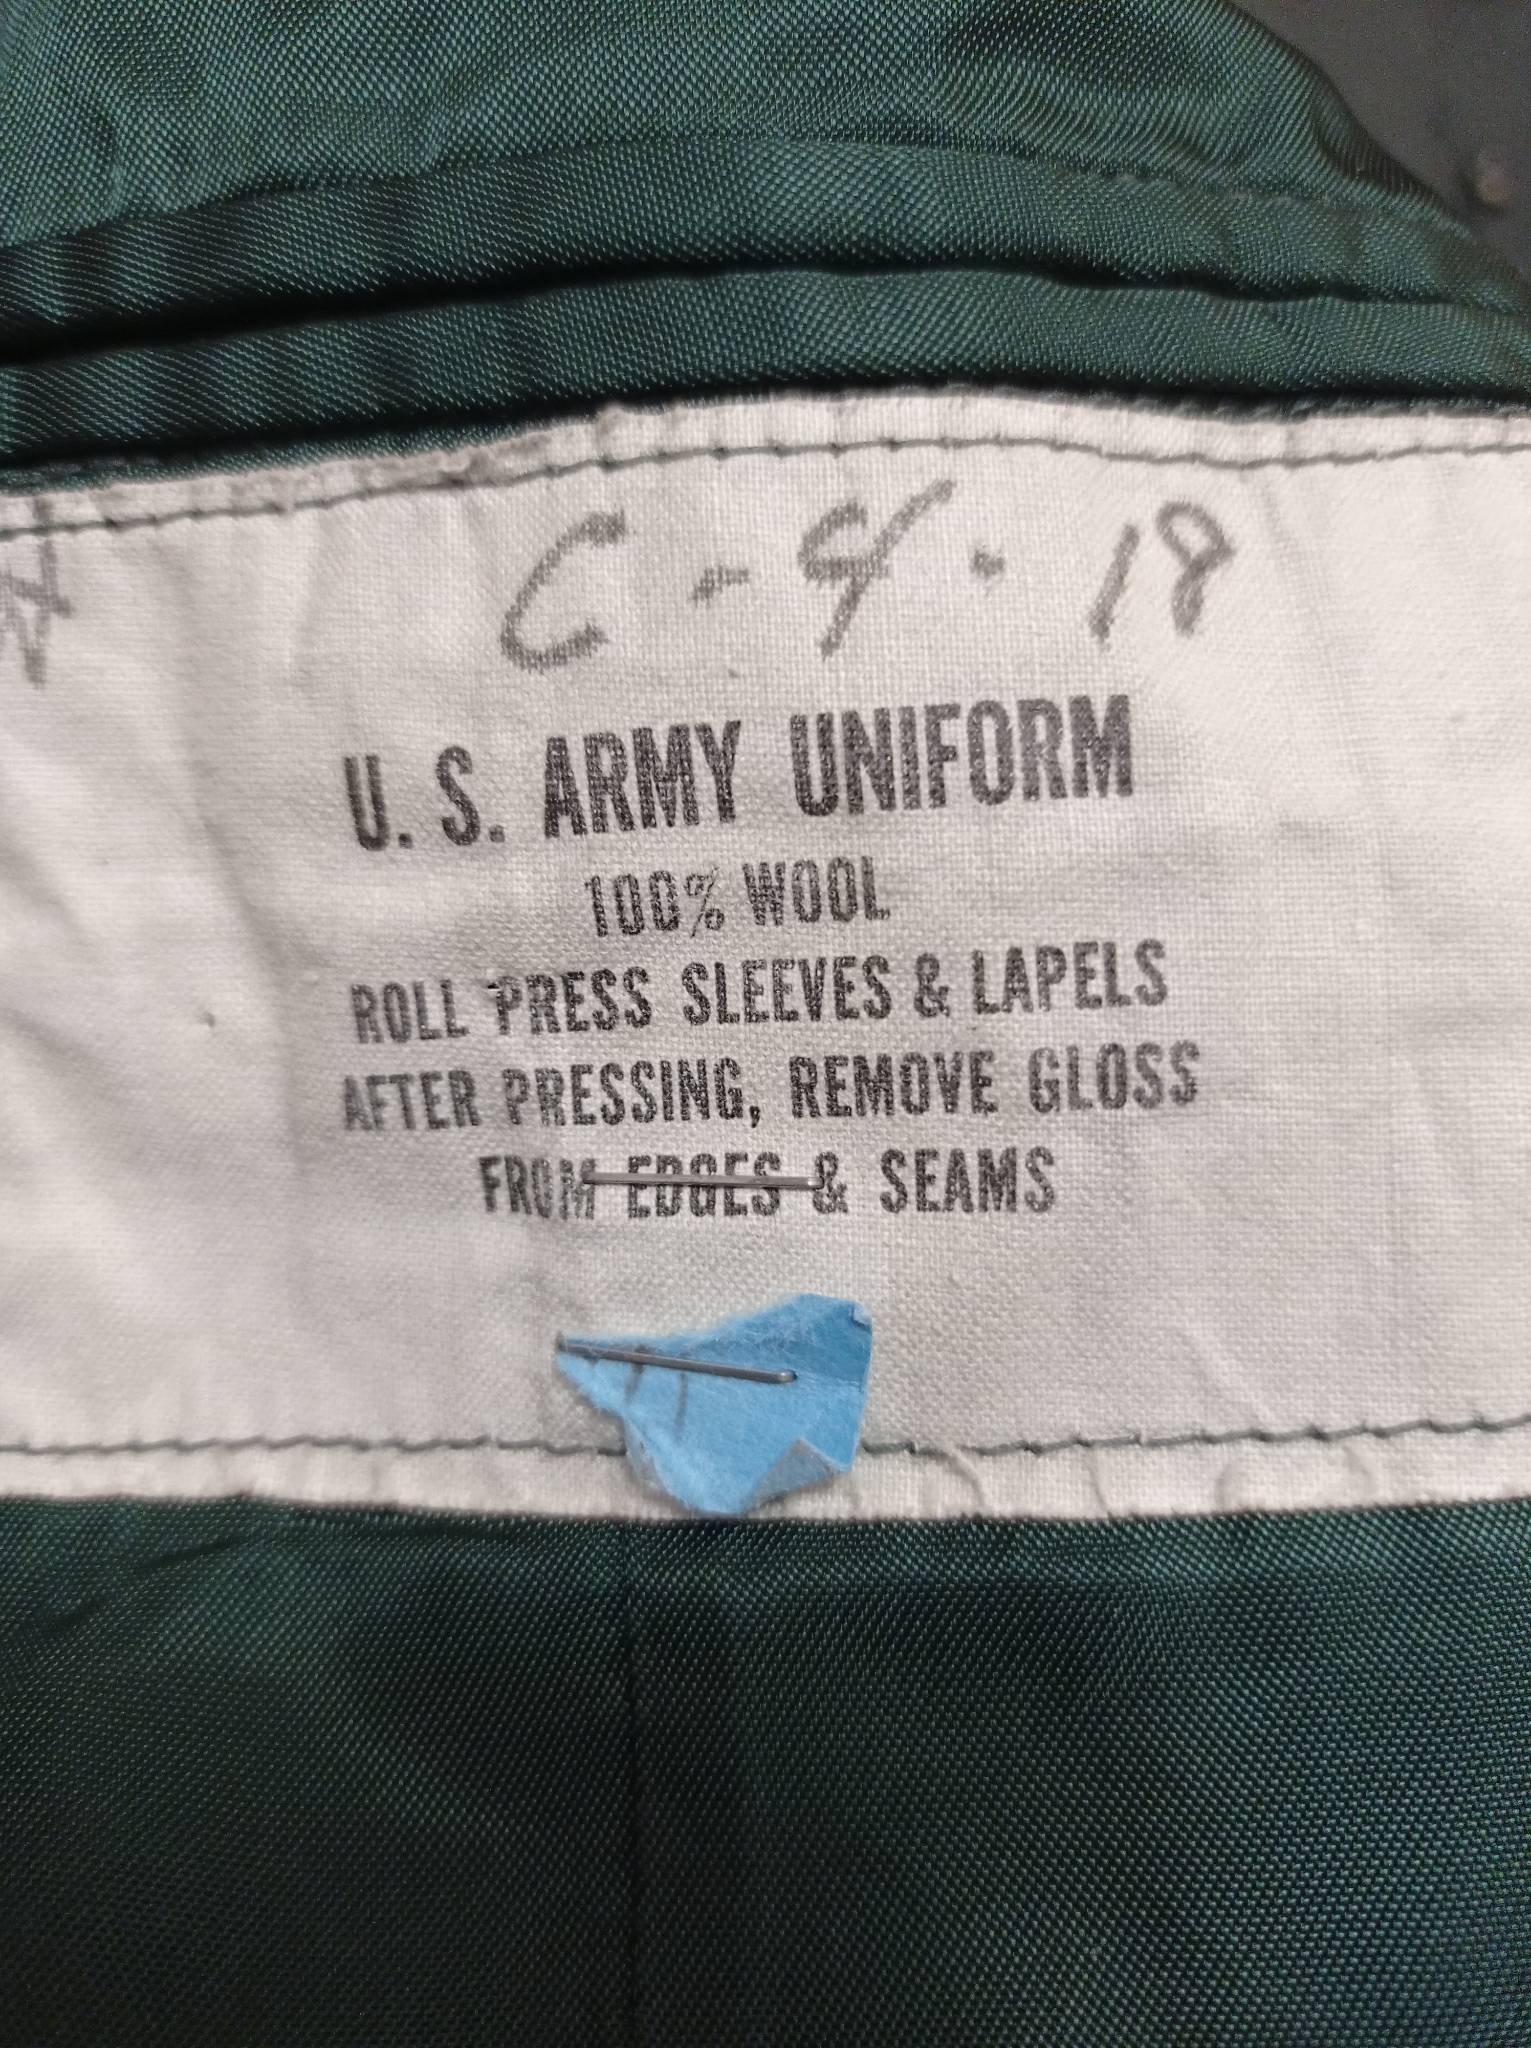 C - 4 - 18
U. S. ARMY UNIFORM
100% WOOL
ROLL PRESS SLEEVES & LAPELS
AFTER PRESSING, REMOVE GLOSS
FROM EDGES & SEAMS